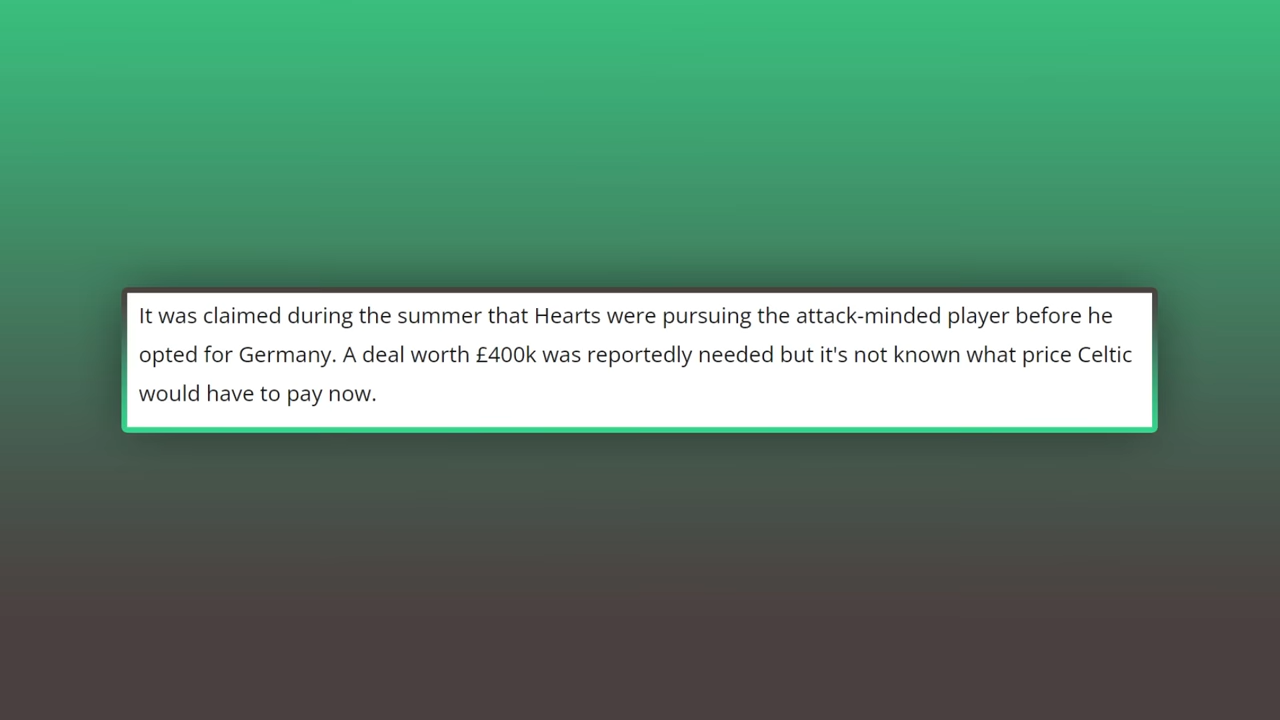 It was claimed during the summer that Hearts were pursuing the attack-minded player before he
opted for Germany. A deal worth £400k was reportedly needed but it's not known what price Celtic
would have to pay now.